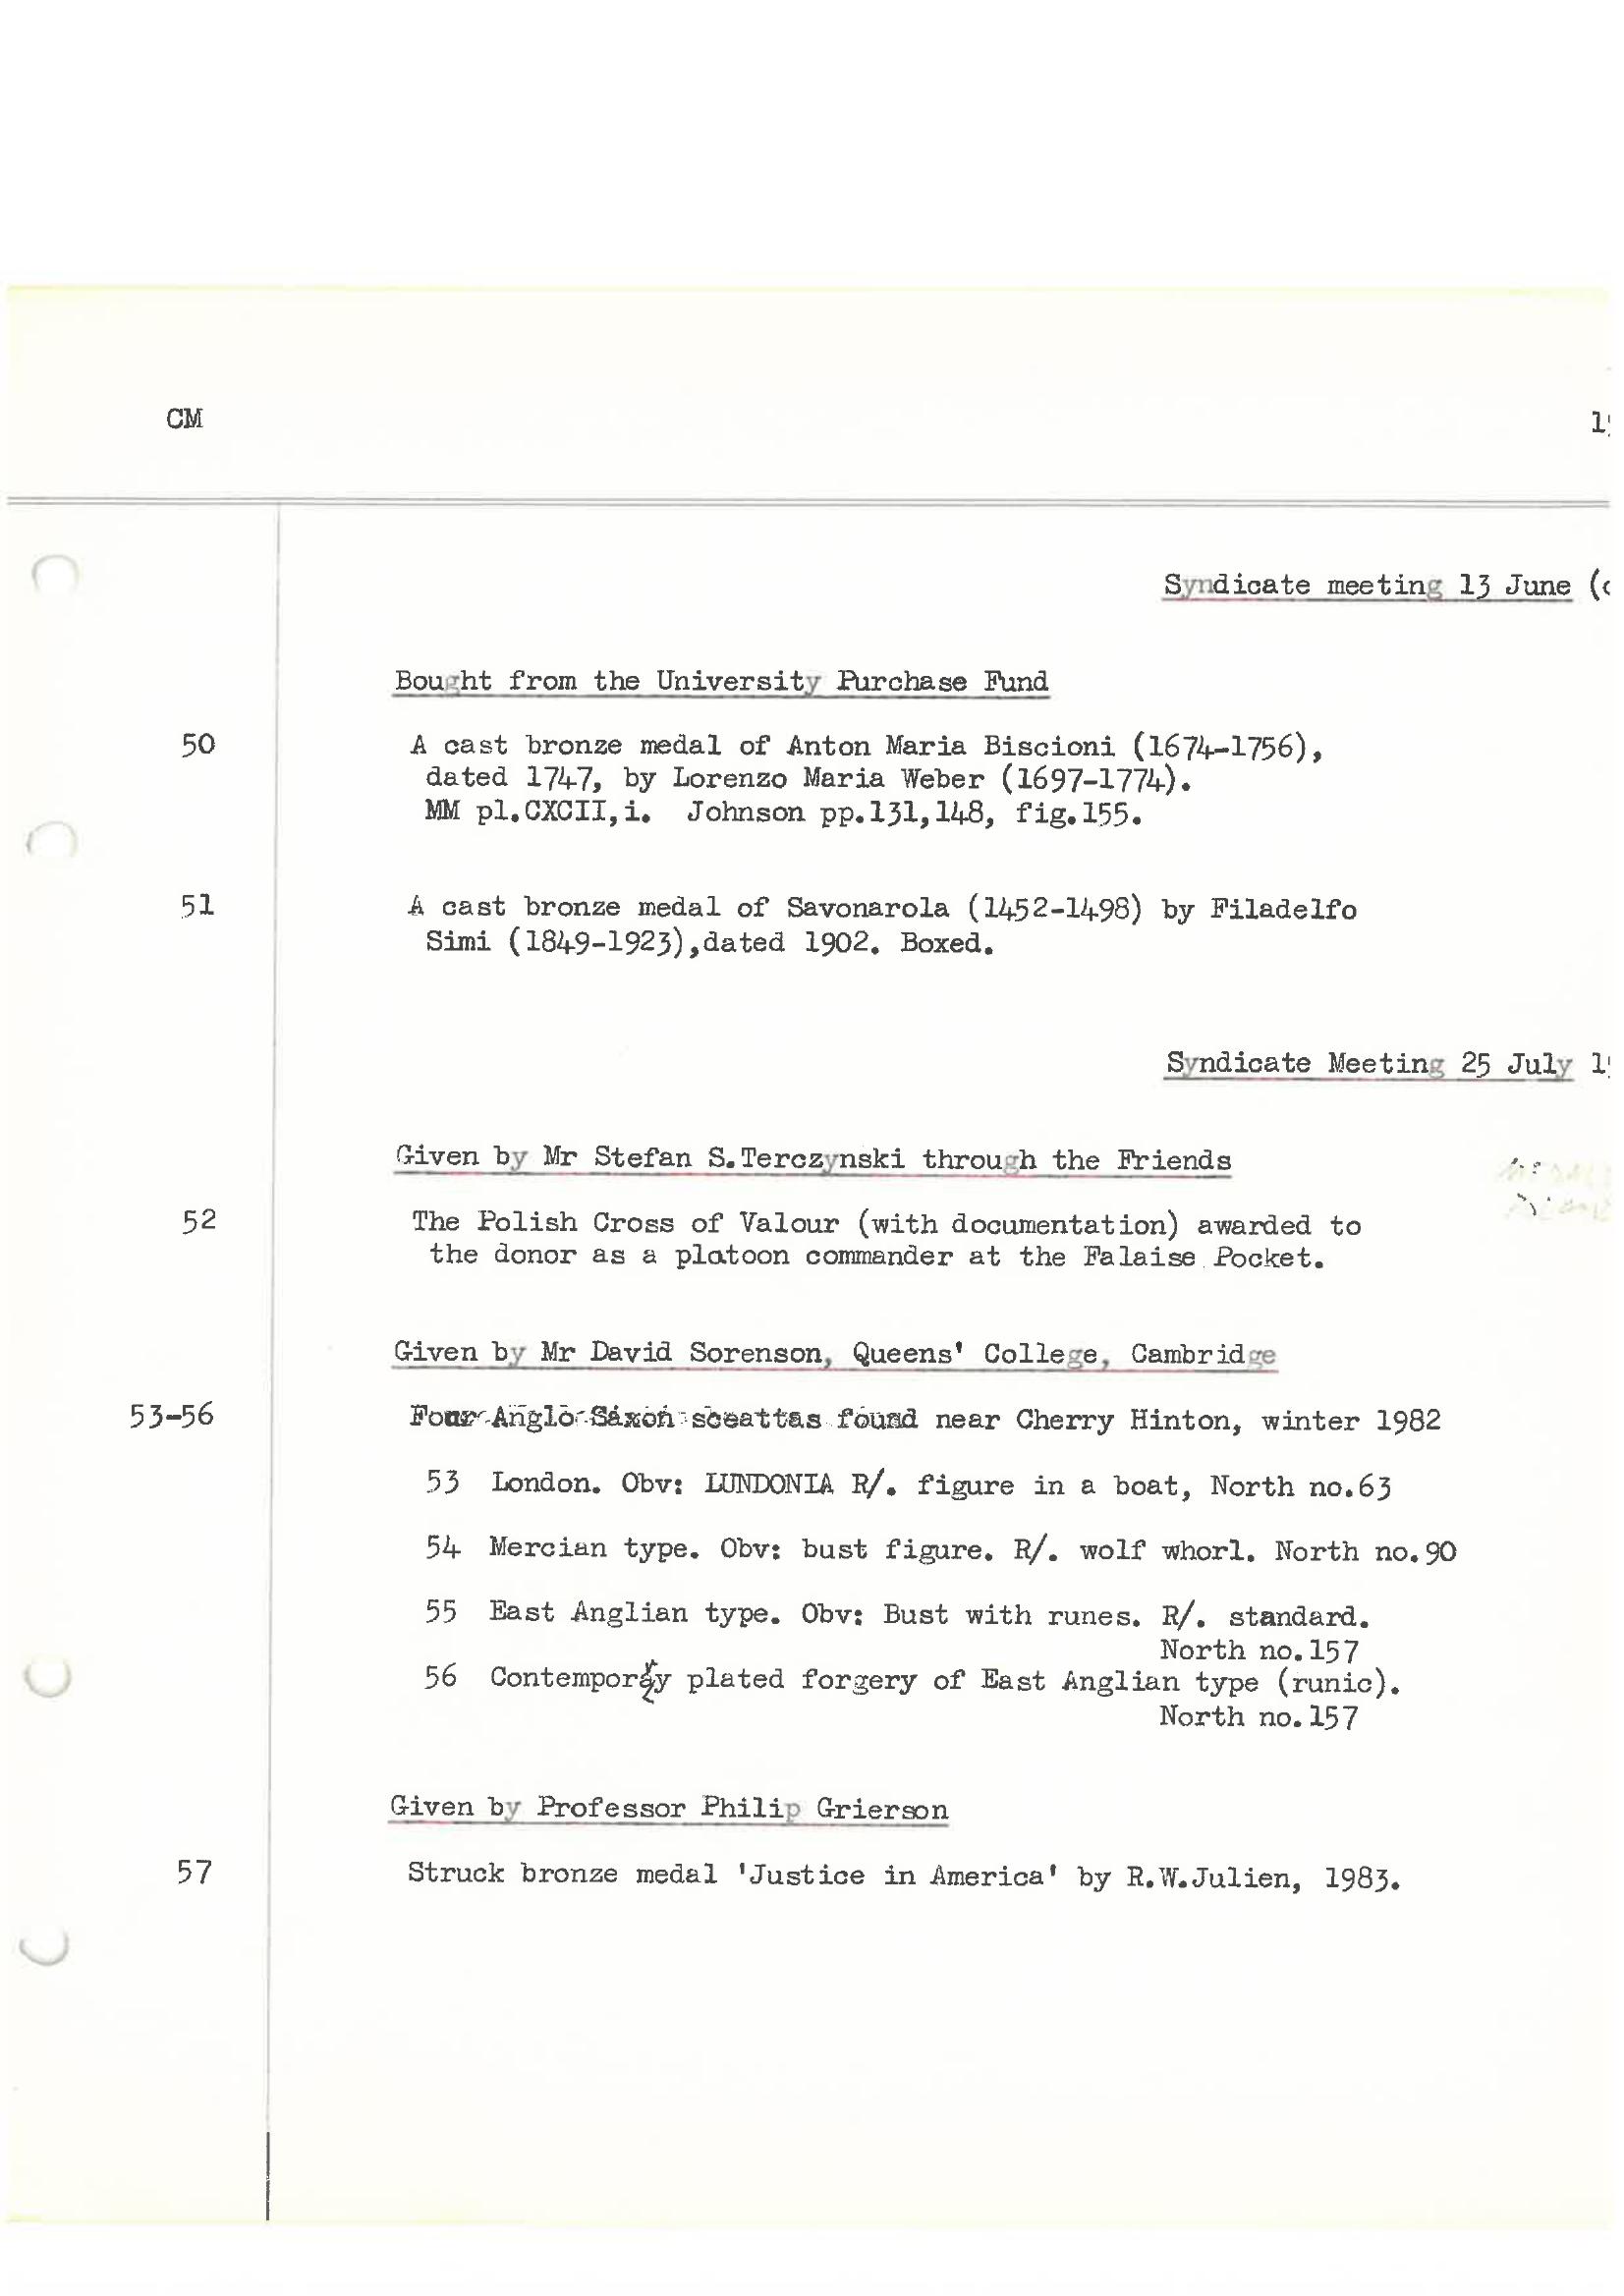 CM
Syndicate meeting 13 June
Bought from the University Purchase Fund
50 A cast bronze medal of Anton Maria Biscioni (1674-1756),
dated 1747, by Lorenzo Maria Weber (1697-1774).
MM pl.CXCII,i. Johnson pp.131,148, fig.155.
51 A cast bronze medal of Savonarola (1452-1498) by Filadelfo
Simi (1849-1923),dated 1902. Boxed.
Syndicate Meeting 25 July
Given by Mr Stefan S.Terczynski through the Friends
52 The Polish Cross of Valour (with documentation) awarded to
the donor as a platoon commander at the Falaise Pocket.
Given by Mr David Sorenson, Queens' College, Cambridge
53-56 Four Anglo-Saxon sceattas found near Cherry Hinton, winter 1982
53 London. Obv: LUNDONIA R/. figure in a boat, North no.63
54 Mercian type. Obv: bust figure. R/. wolf whorl. North no.90
55 East Anglian type. Obv: Bust with runes. R/. standard.
North no.157
56 Contemporary plated forgery of East Anglian type (runic).
North no.157
Given by Professor Philip Grierson
57 Struck bronze medal 'Justice in America' by R.W.Julien, 1983.